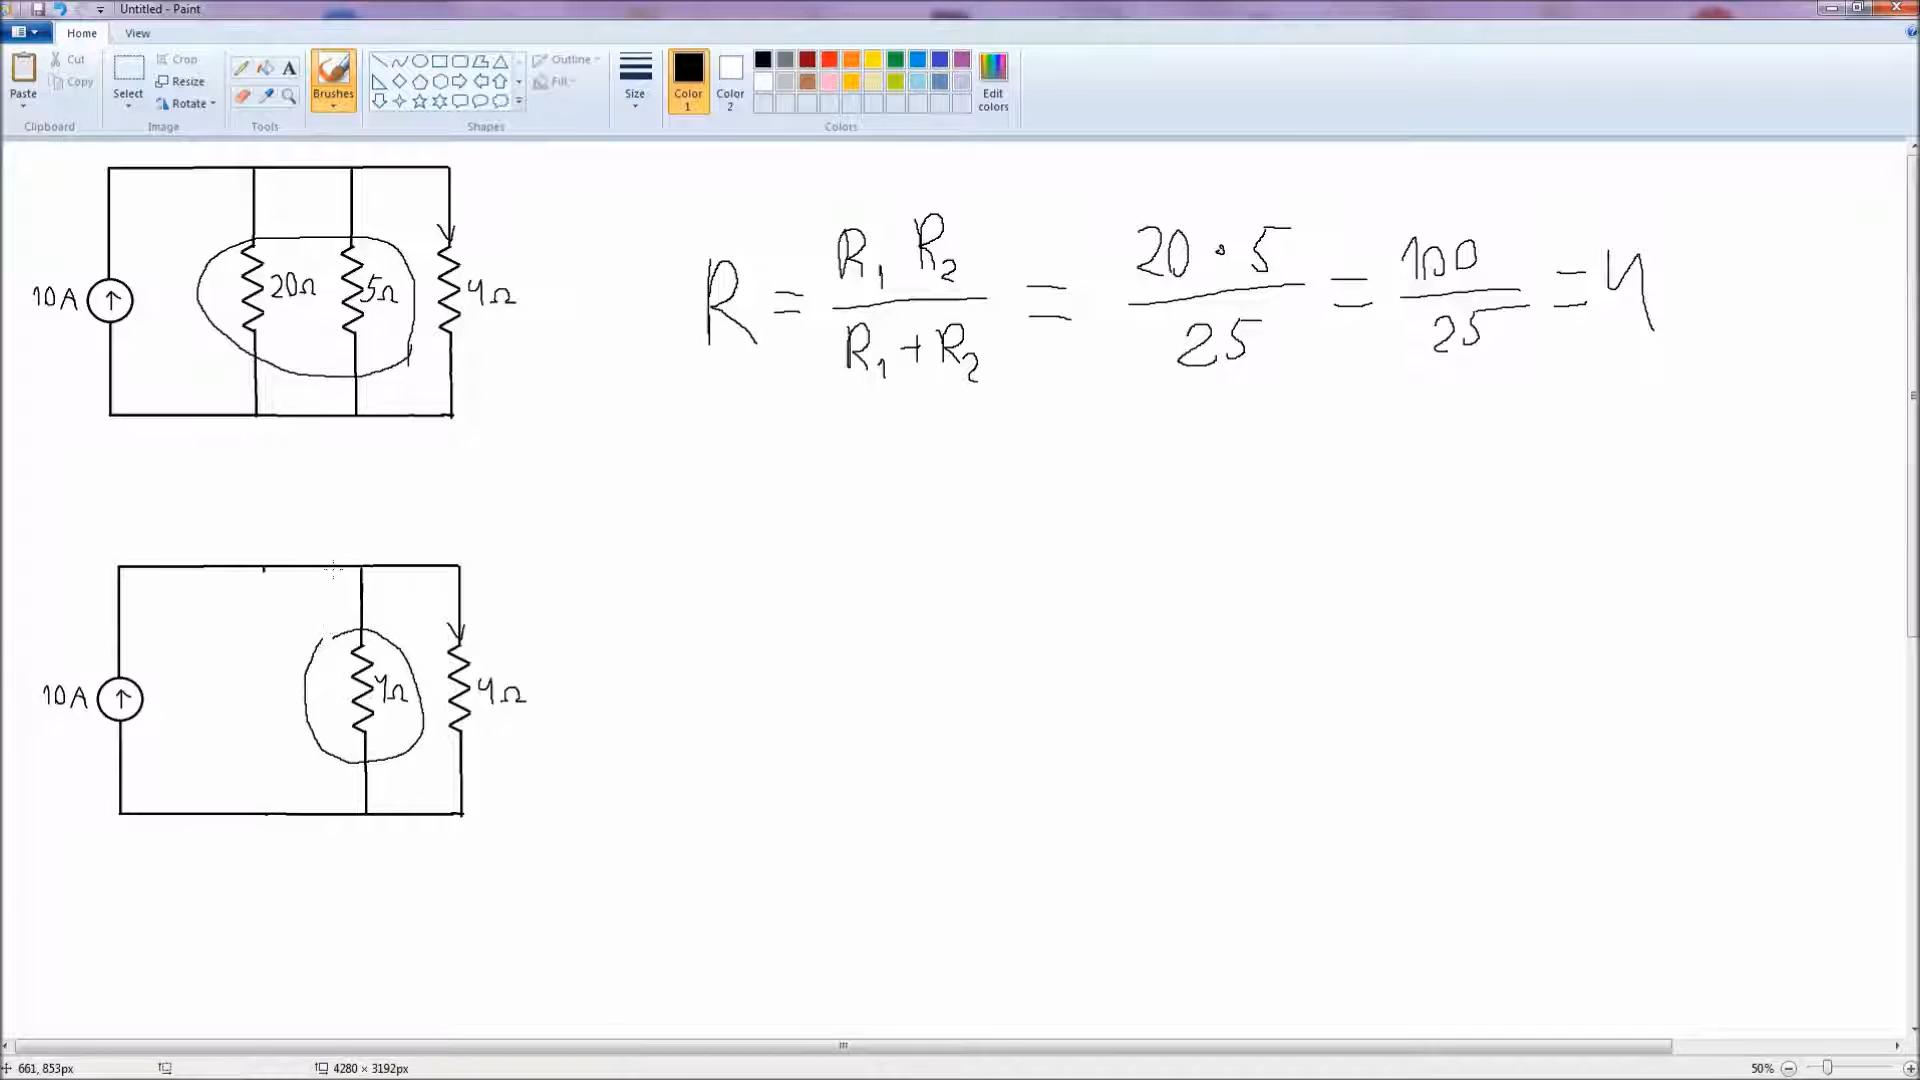 Untitled - Paint
Home View
Paste
Cut
Copy
Clipboard
Select
Crop
Resize
Rotate
Image
A
Tools
Brushes
Outline
Fill
Shapes
Size
Color 1
Color 2
Edit colors
Colors
10A
20Ω
5Ω
4Ω
R = R₁ R₂ / R₁ + R₂ = 20 · 5 / 25 = 100 / 25 = 4
10A
4Ω
4Ω
661, 853px
4280 × 3192px
50%